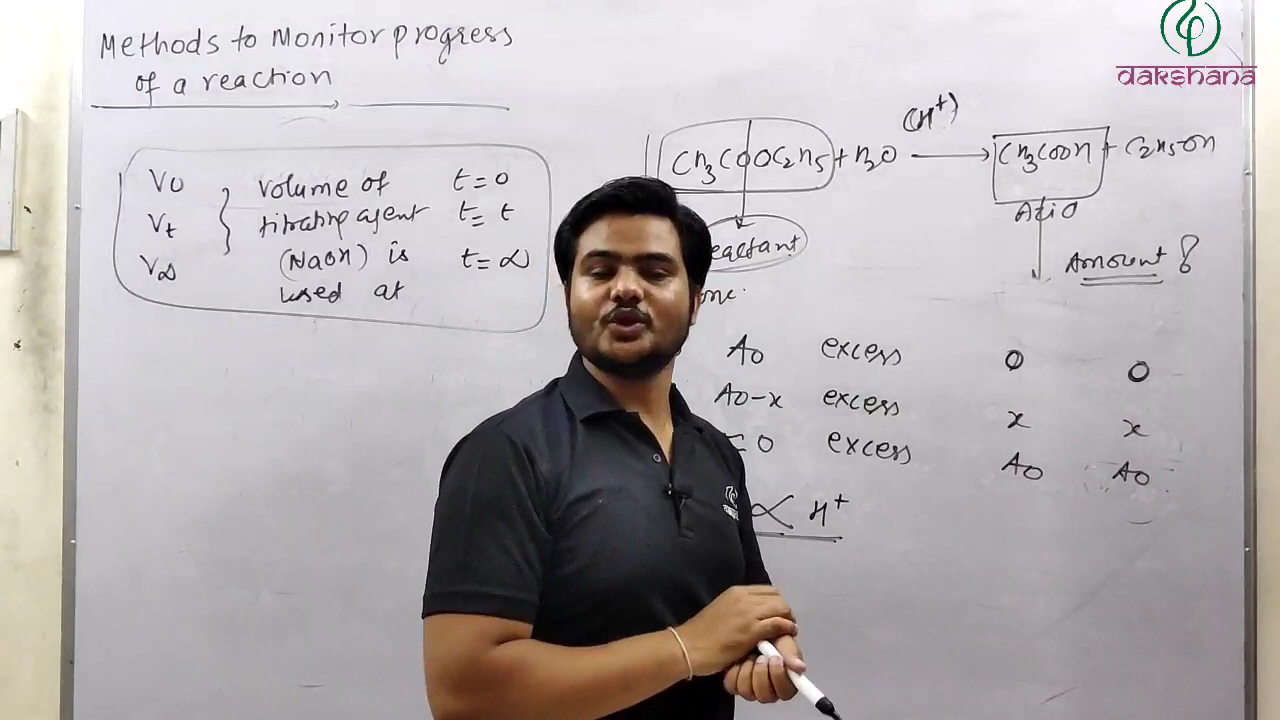 Methods to Monitor progress
of a reaction
V0 } volume of t = 0
Vt titrating agent t = t
V∞ (NaOH) is t = ∞
used at
(H+)
CH3COOC2H5 + H2O → CH3COOH + C2H5OH
Acid
Amount ?
A0 excess 0 0
A0-x excess x x
= 0 excess A0 A0
∝ H+
dakshana